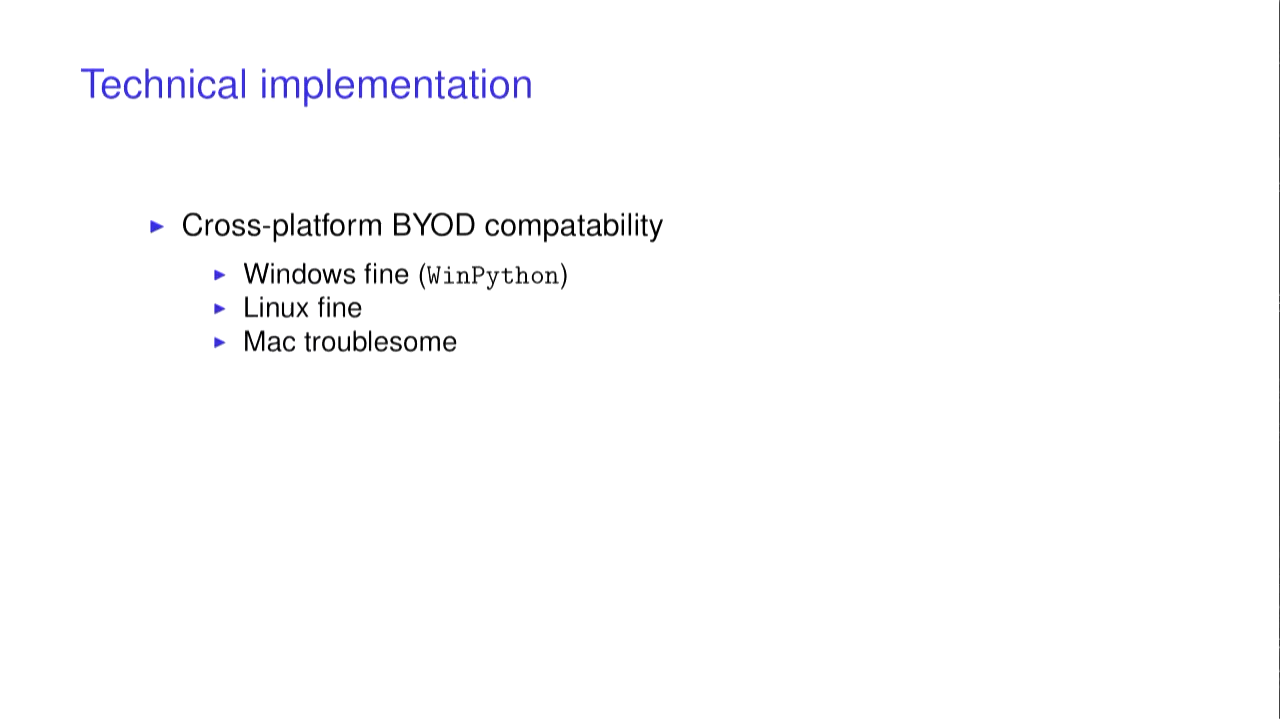 Technical implementation
Cross-platform BYOD compatability
Windows fine (WinPython)
Linux fine
Mac troublesome